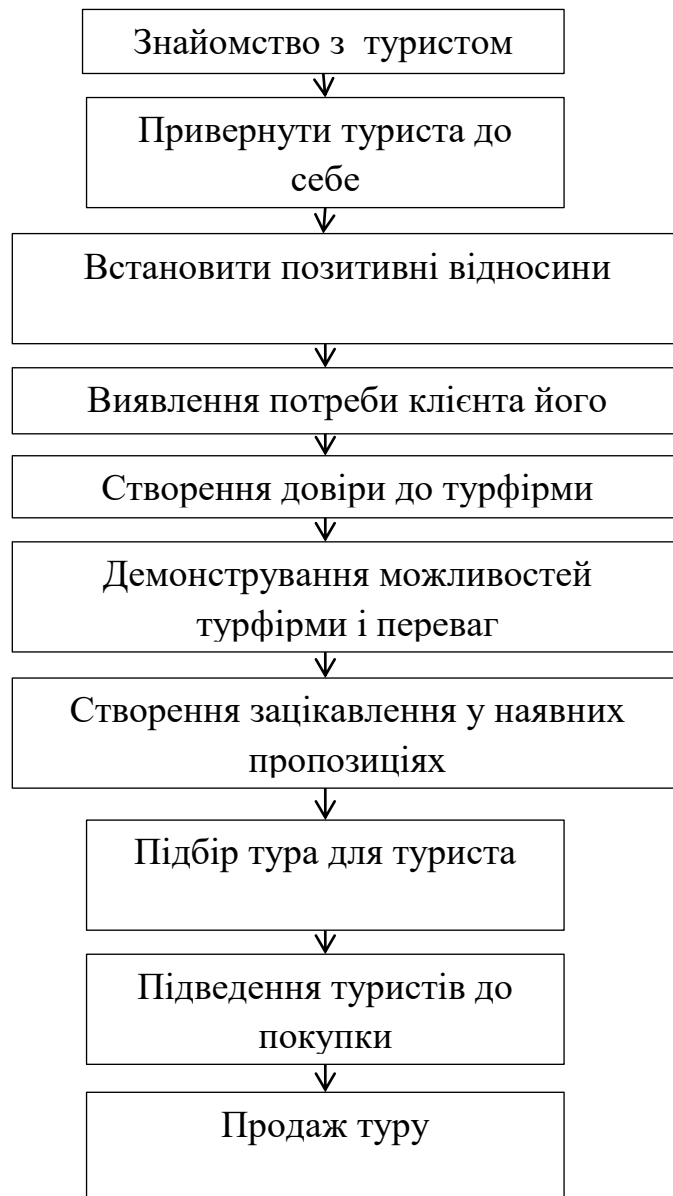 Знайомство з туристом
Привернути туриста до
себе
Встановити позитивні відносини
Виявлення потреби клієнта його
Створення довіри до турфірми
Демонстрування можливостей
турфірми і переваг
Створення зацікавлення у наявних
пропозиціях
Підбір тура для туриста
Підведення туристів до
покупки
Продаж туру